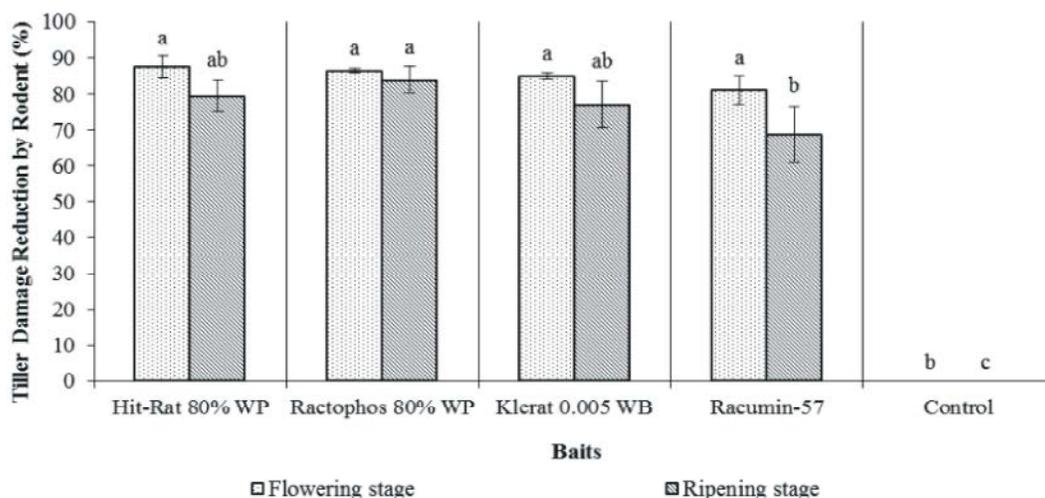 Tiller Damage Reduction by Rodent (%)
100
90
80
70
60
50
40
30
20
10
0
a
ab
a
a
a
ab
a
b
b
c
Hit-Rat 80% WP
Ractophos 80% WP
Klerat 0.005 WB
Racumin-57
Control
Baits
Flowering stage
Ripening stage